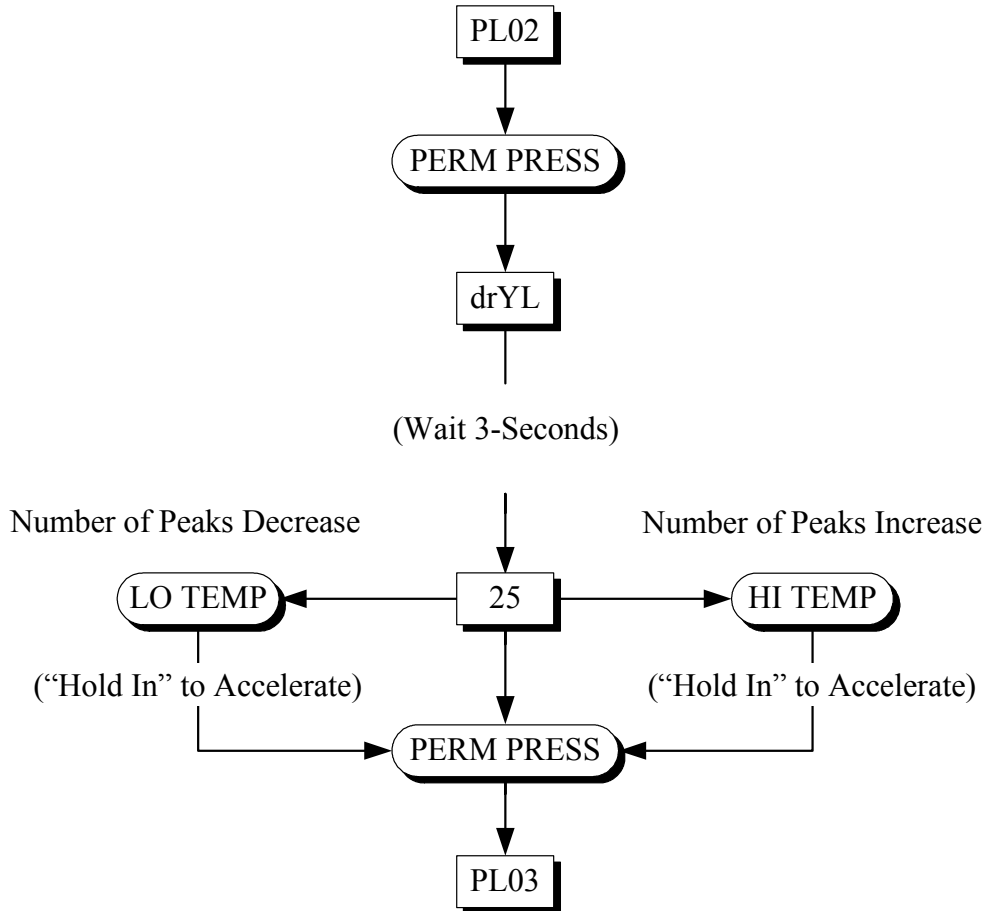 PL02
PERM PRESS
drYL
(Wait 3-Seconds)
Number of Peaks Decrease
Number of Peaks Increase
LO TEMP
25
HI TEMP
(“Hold In” to Accelerate)
(“Hold In” to Accelerate)
PERM PRESS
PL03